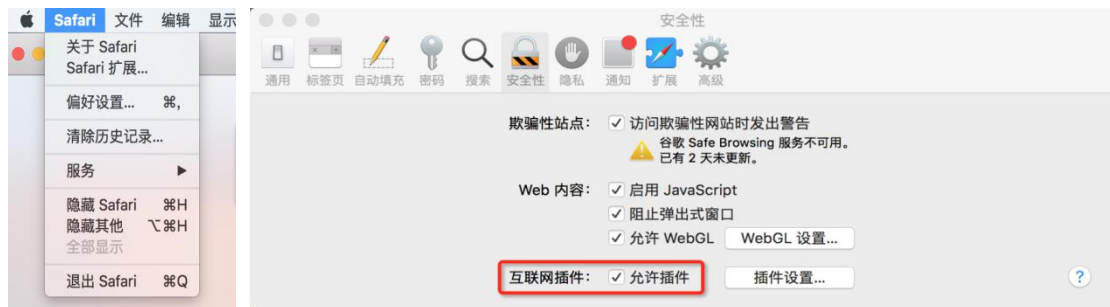 Safari 文件 编辑 显示
关于 Safari
Safari 扩展...
偏好设置... ⌘,
清除历史记录...
服务 ▶
隐藏 Safari ⌘H
隐藏其他 ⌥⌘H
全部显示
退出 Safari ⌘Q
安全性
通用 标签页 自动填充 密码 搜索 安全性 隐私 通知 扩展 高级
欺骗性站点： 访问欺骗性网站时发出警告
谷歌 Safe Browsing 服务不可用。
已有 2 天未更新。
Web 内容： 启用 JavaScript
阻止弹出式窗口
允许 WebGL WebGL 设置...
互联网插件： 允许插件 插件设置... ?